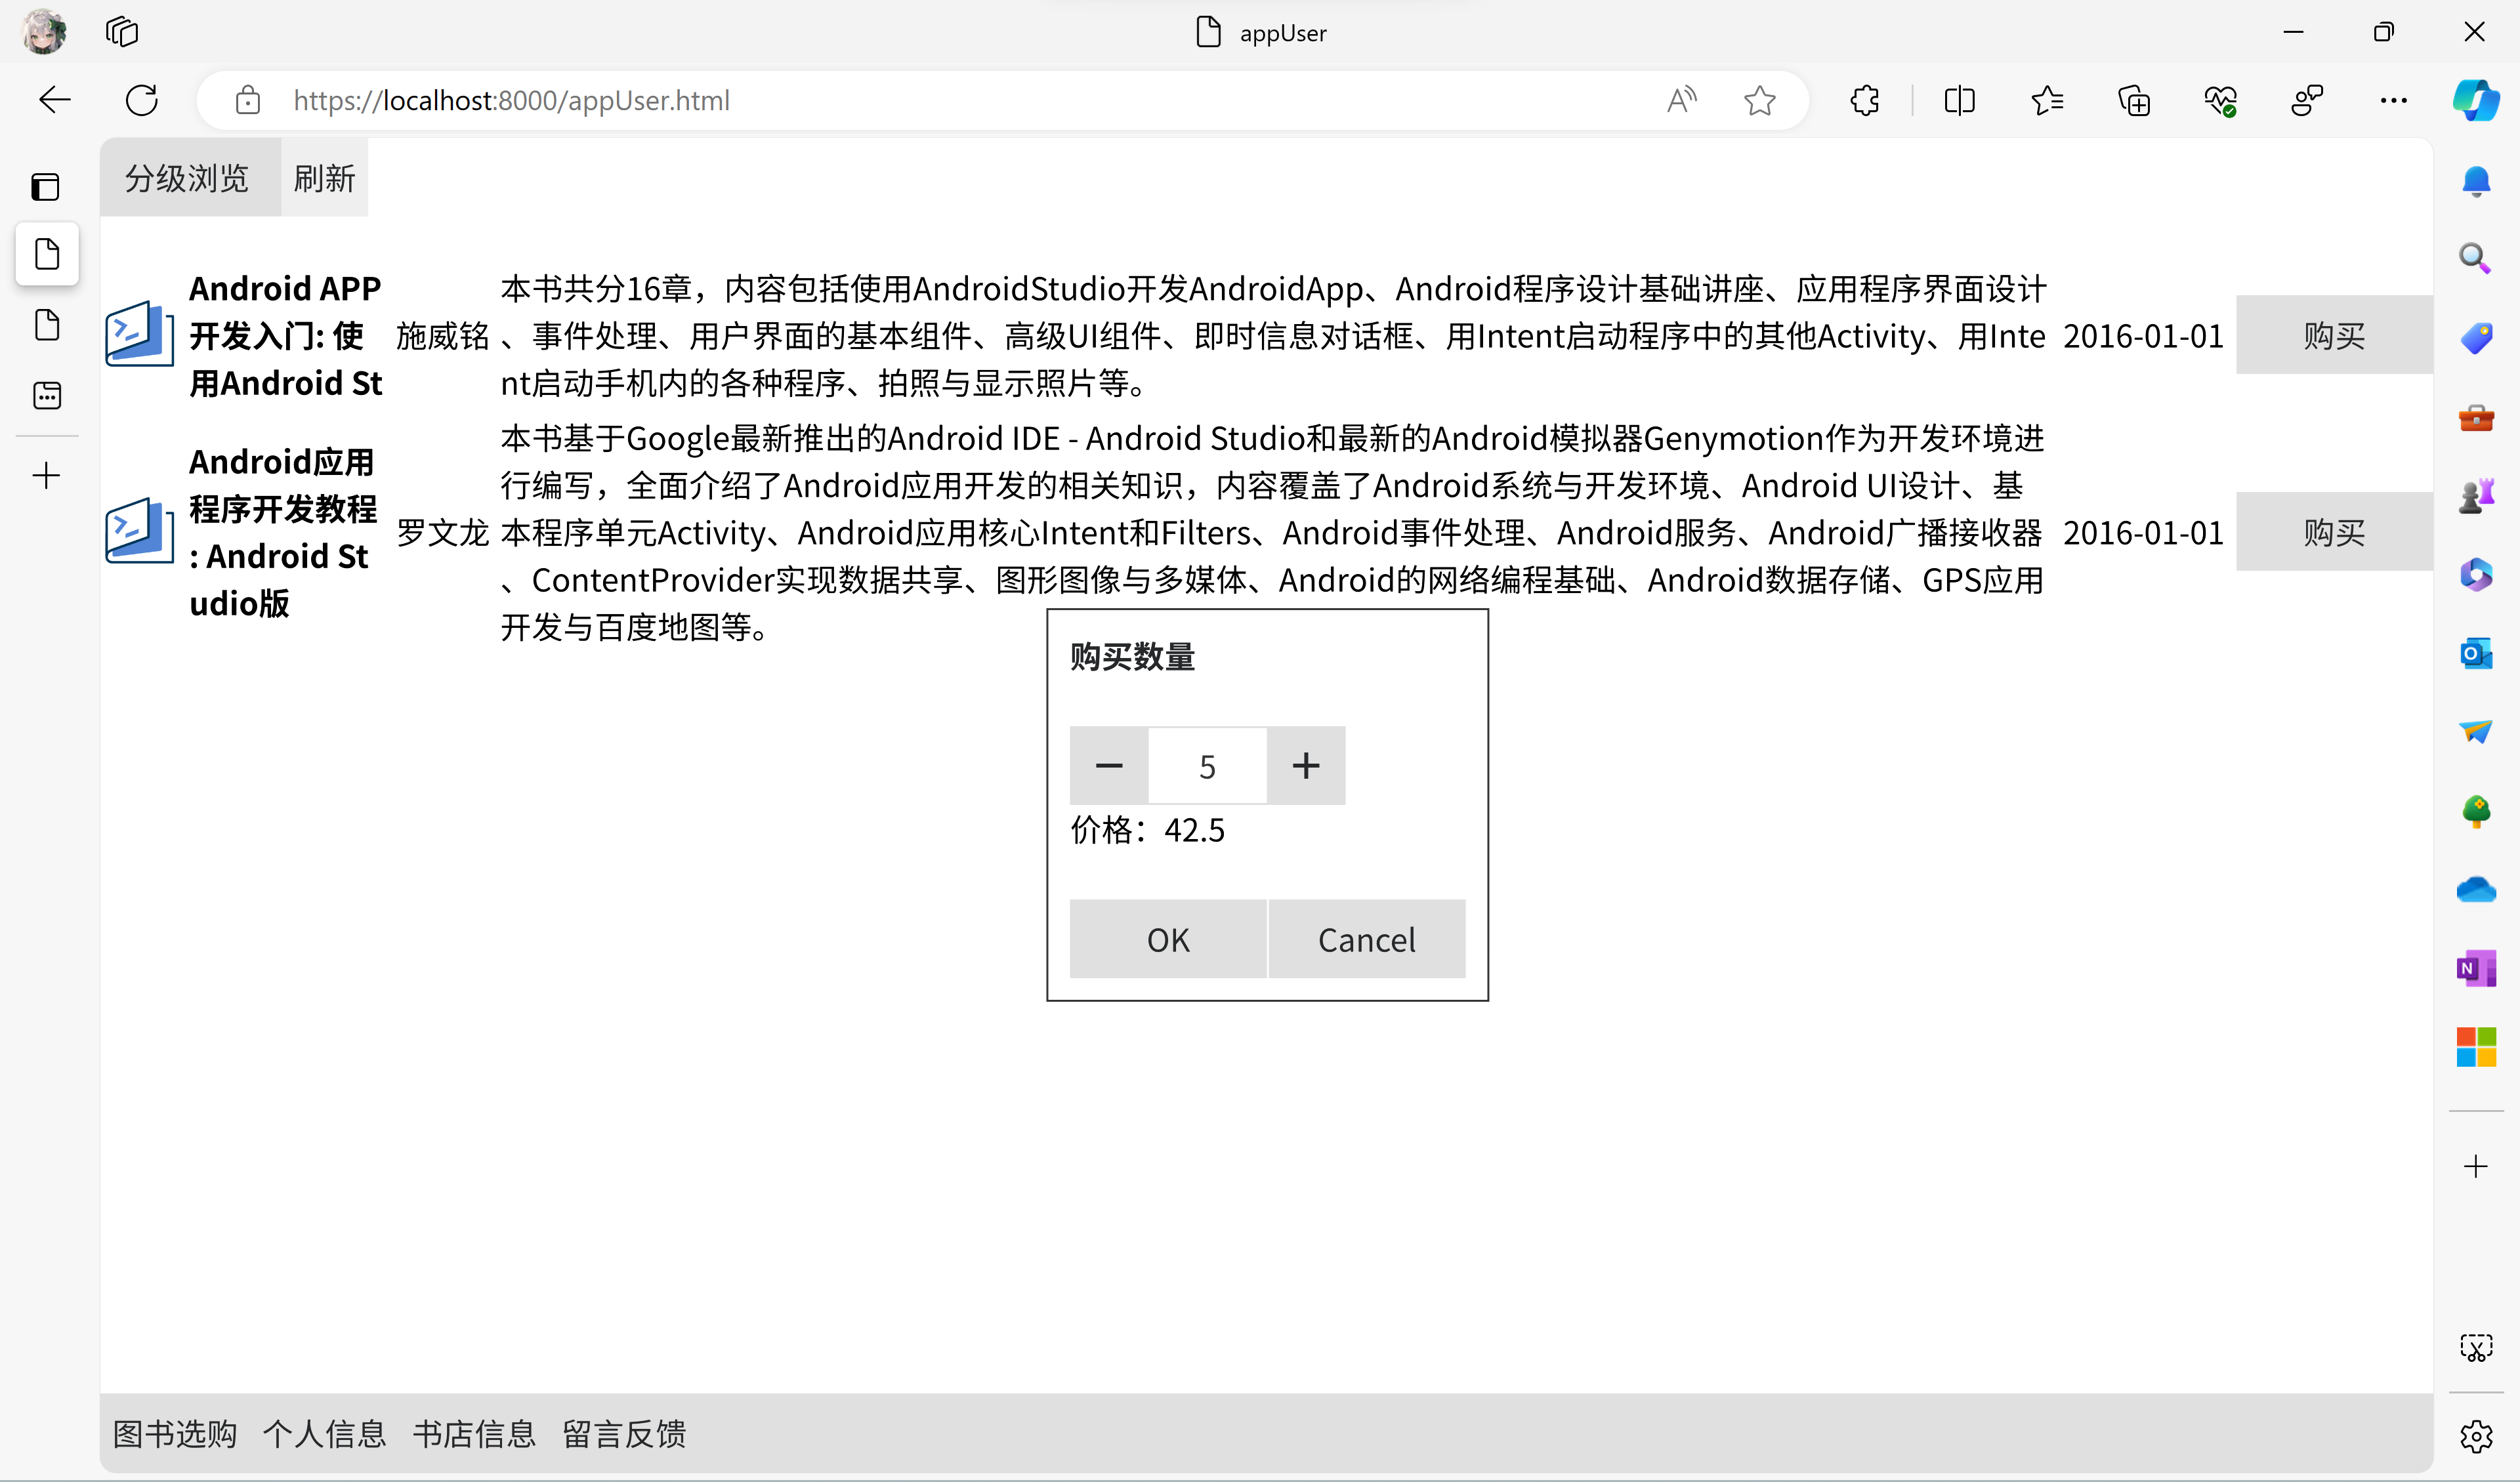 appUser
https://localhost:8000/appUser.html
分级浏览 刷新
Android APP
开发入门: 使
用Android St
施威铭
本书共分16章，内容包括使用AndroidStudio开发AndroidApp、Android程序设计基础讲座、应用程序界面设计
、事件处理、用户界面的基本组件、高级UI组件、即时信息对话框、用Intent启动程序中的其他Activity、用Inte
nt启动手机内的各种程序、拍照与显示照片等。
2016-01-01
购买
Android应用
程序开发教程
: Android St
udio版
罗文龙
本书基于Google最新推出的Android IDE - Android Studio和最新的Android模拟器Genymotion作为开发环境进
行编写，全面介绍了Android应用开发的相关知识，内容覆盖了Android系统与开发环境、Android UI设计、基
本程序单元Activity、Android应用核心Intent和Filters、Android事件处理、Android服务、Android广播接收器
、ContentProvider实现数据共享、图形图像与多媒体、Android的网络编程基础、Android数据存储、GPS应用
开发与百度地图等。
2016-01-01
购买
购买数量
− 5 +
价格：42.5
OK Cancel
图书选购 个人信息 书店信息 留言反馈